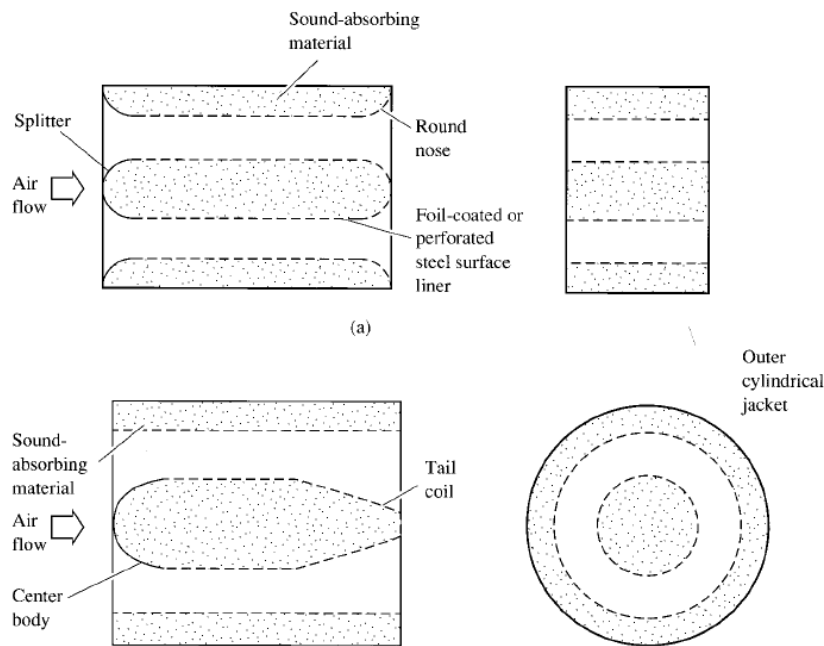 Sound-absorbing
material
Splitter
Air
flow
Round
nose
Foil-coated or
perforated
steel surface
liner
(a)
Outer
cylindrical
jacket
Sound-
absorbing
material
Tail
coil
Air
flow
Center
body